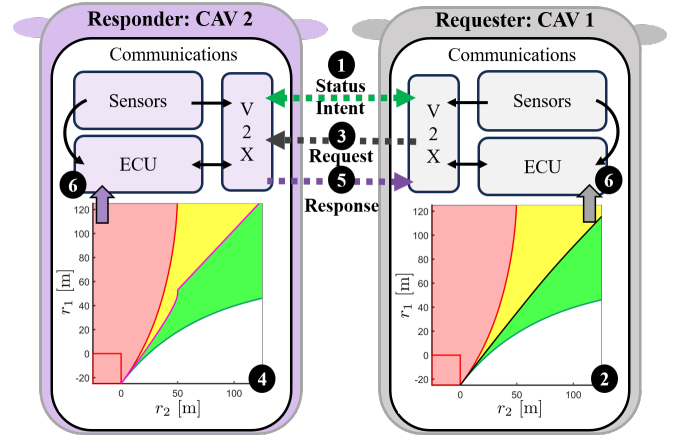 Responder: CAV 2
Communications
Sensors
ECU
V
2
X
6
120
100
80
60
40
20
0
-20
r1 [m]
0
50
100
r2 [m]
4
1
Status
Intent
3
Request
5
Response
Requester: CAV 1
Communications
V
2
X
Sensors
ECU
6
120
100
80
60
40
20
0
-20
r1 [m]
0
50
100
r2 [m]
2